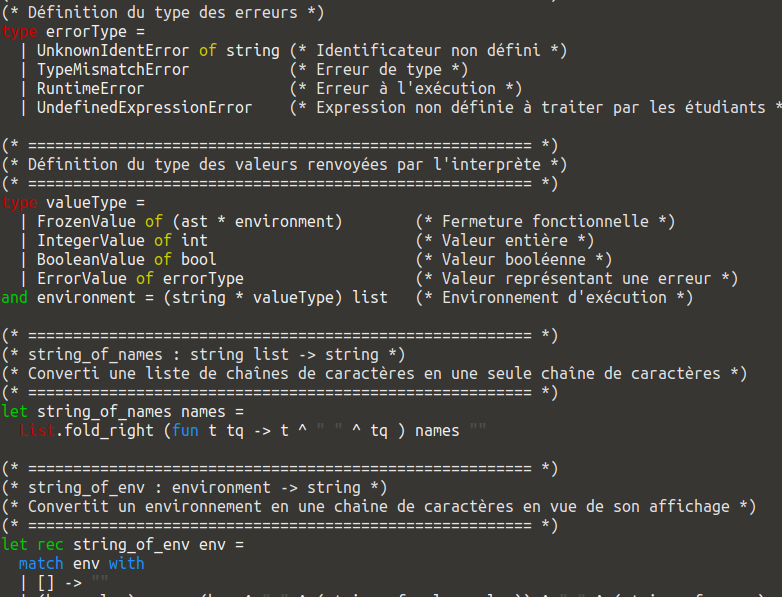 (* Définition du type des erreurs *)
type errorType =
  | UnknownIdentError of string (* Identificateur non défini *)
  | TypeMismatchError           (* Erreur de type *)
  | RuntimeError                (* Erreur à l'exécution *)
  | UndefinedExpressionError    (* Expression non définie à traiter par les étudiants *
(* ======================================================== *)
(* Définition du type des valeurs renvoyées par l'interprète *)
(* ======================================================== *)
type valueType =
  | FrozenValue of (ast * environment)        (* Fermeture fonctionnelle *)
  | IntegerValue of int                       (* Valeur entière *)
  | BooleanValue of bool                      (* Valeur booléenne *)
  | ErrorValue of errorType                   (* Valeur représentant une erreur *)
and environment = (string * valueType) list   (* Environnement d'exécution *)
(* ======================================================== *)
(* string_of_names : string list -> string *)
(* Converti une liste de chaînes de caractères en une seule chaîne de caractères *)
(* ======================================================== *)
let string_of_names names =
  List.fold_right (fun t tq -> t ^ " " ^ tq ) names ""
(* ======================================================== *)
(* string_of_env : environment -> string *)
(* Convertit un environnement en une chaine de caractères en vue de son affichage *)
(* ======================================================== *)
let rec string_of_env env =
  match env with
  | [] -> ""